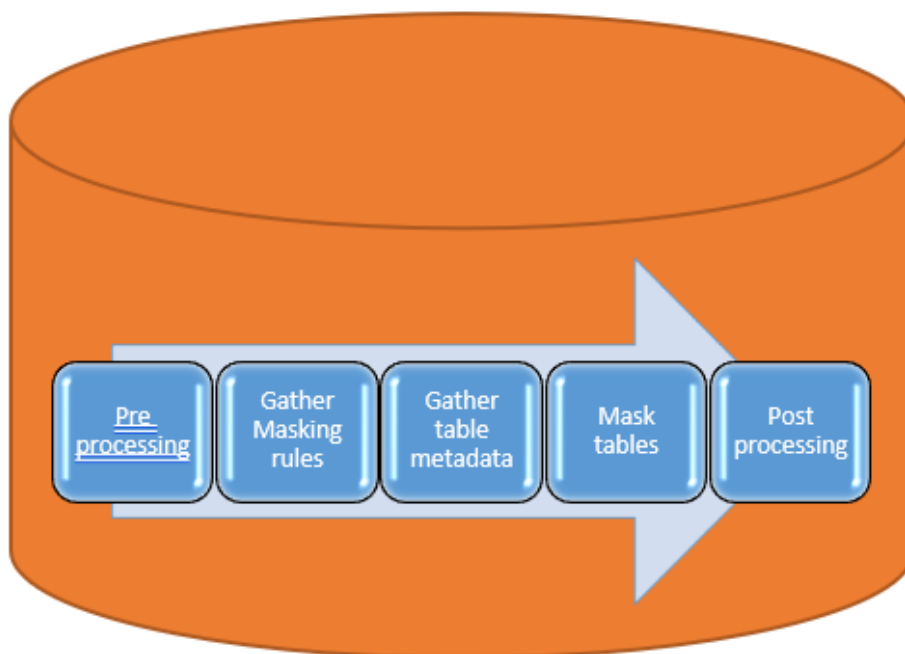 Pre
processing
Gather
Masking
rules
Gather
table
metadata
Mask
tables
Post
processing